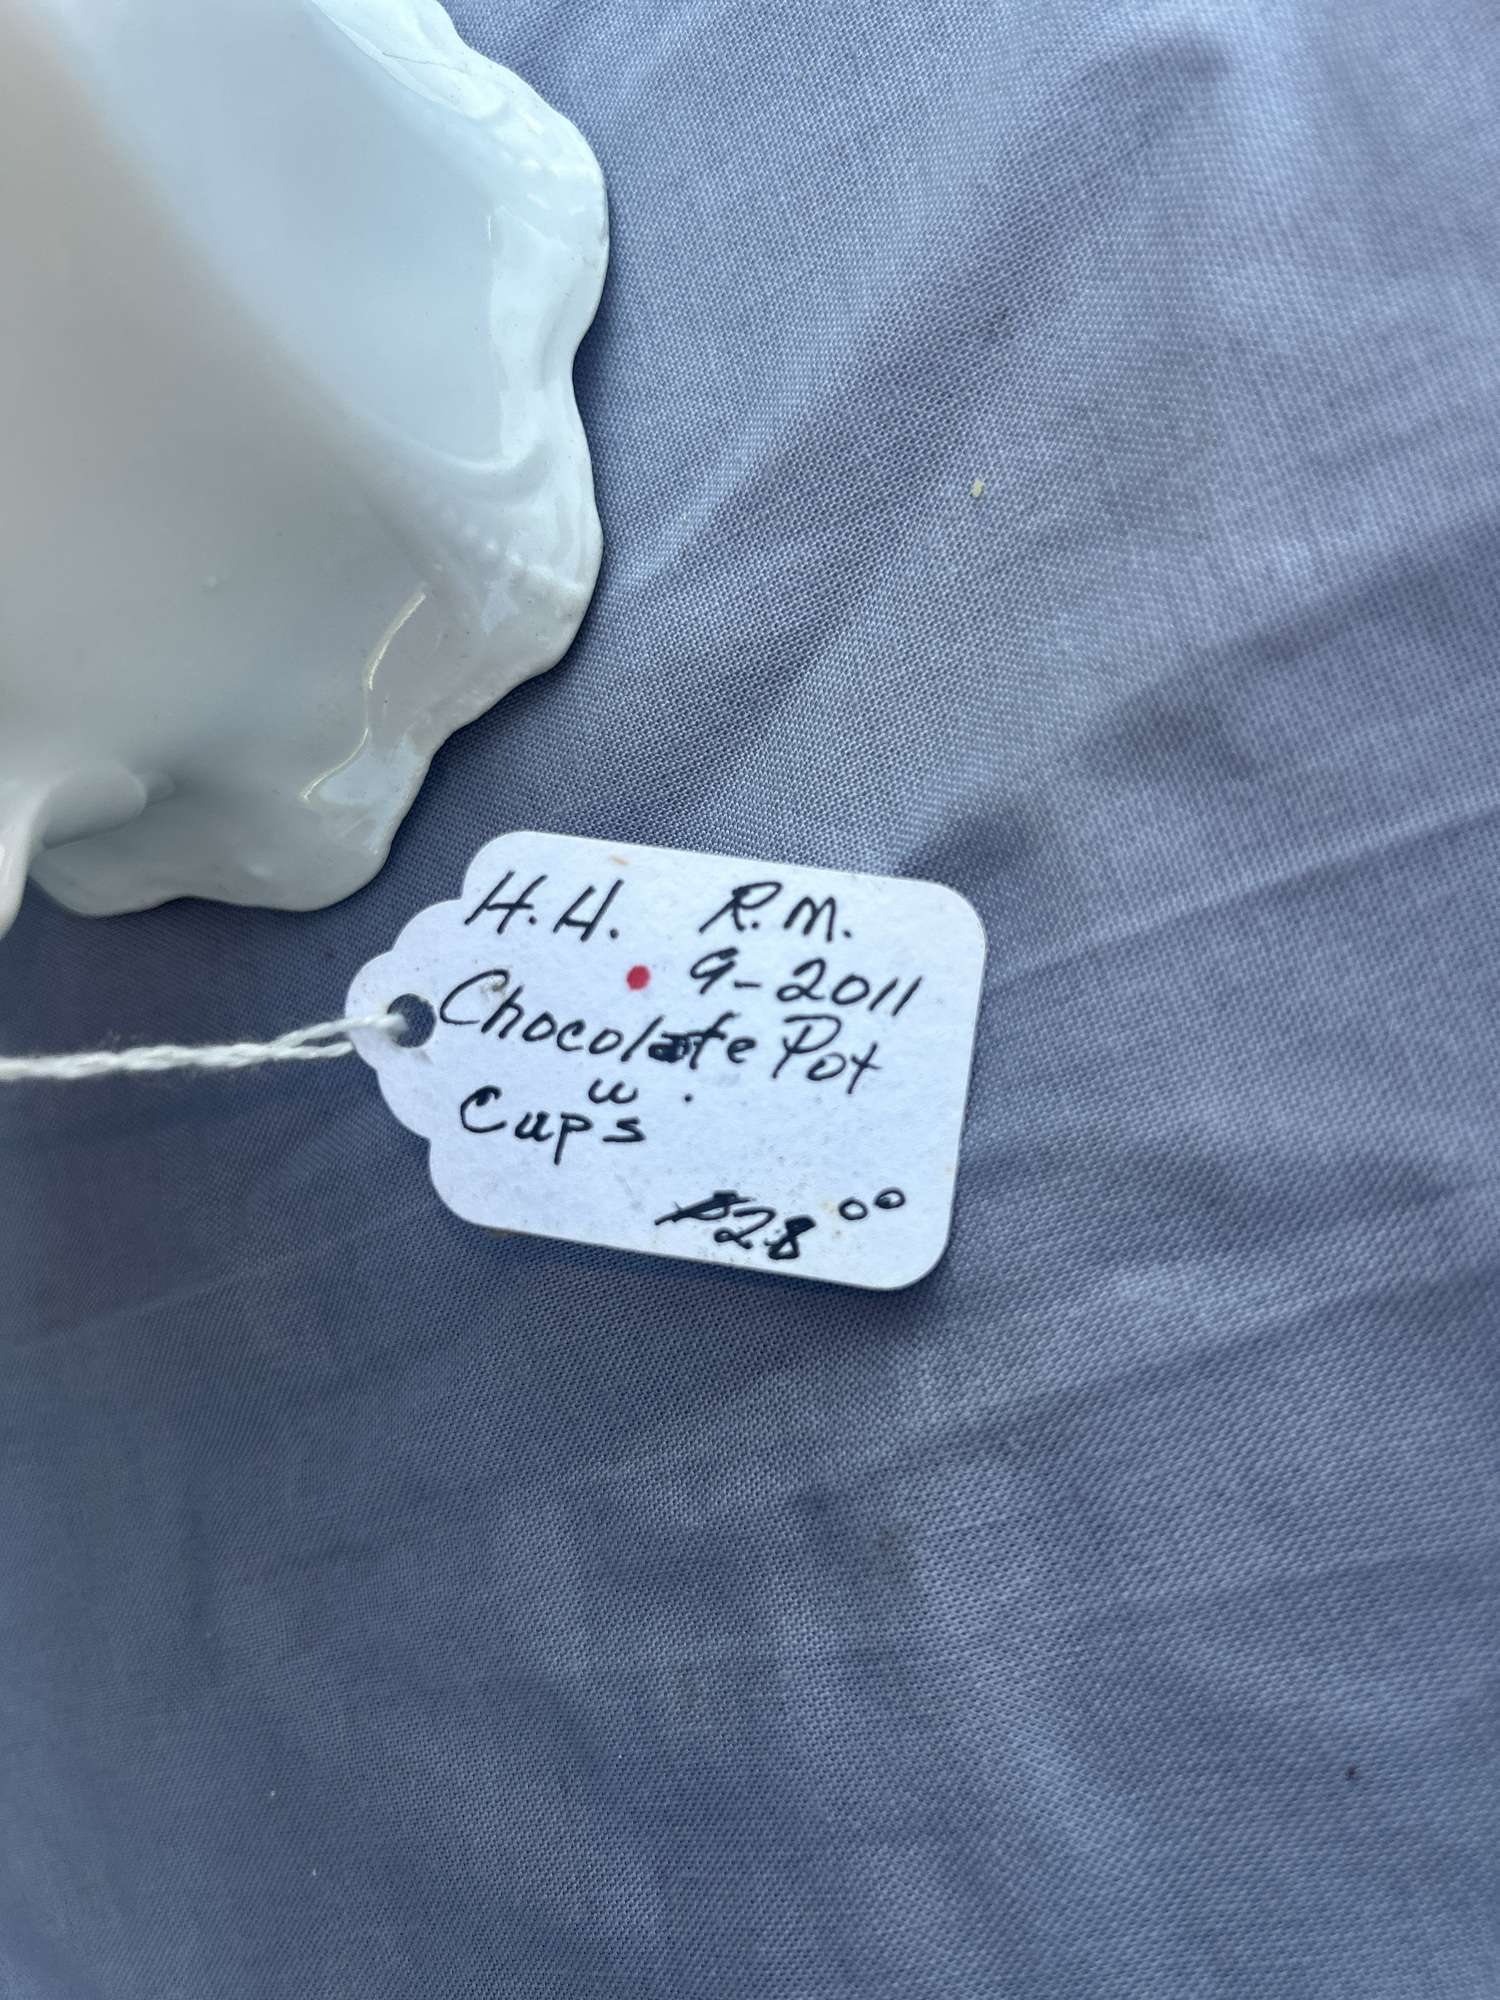 H.H. R.M.
9-2011
Chocolate Pot
w.
Cups
$28.00